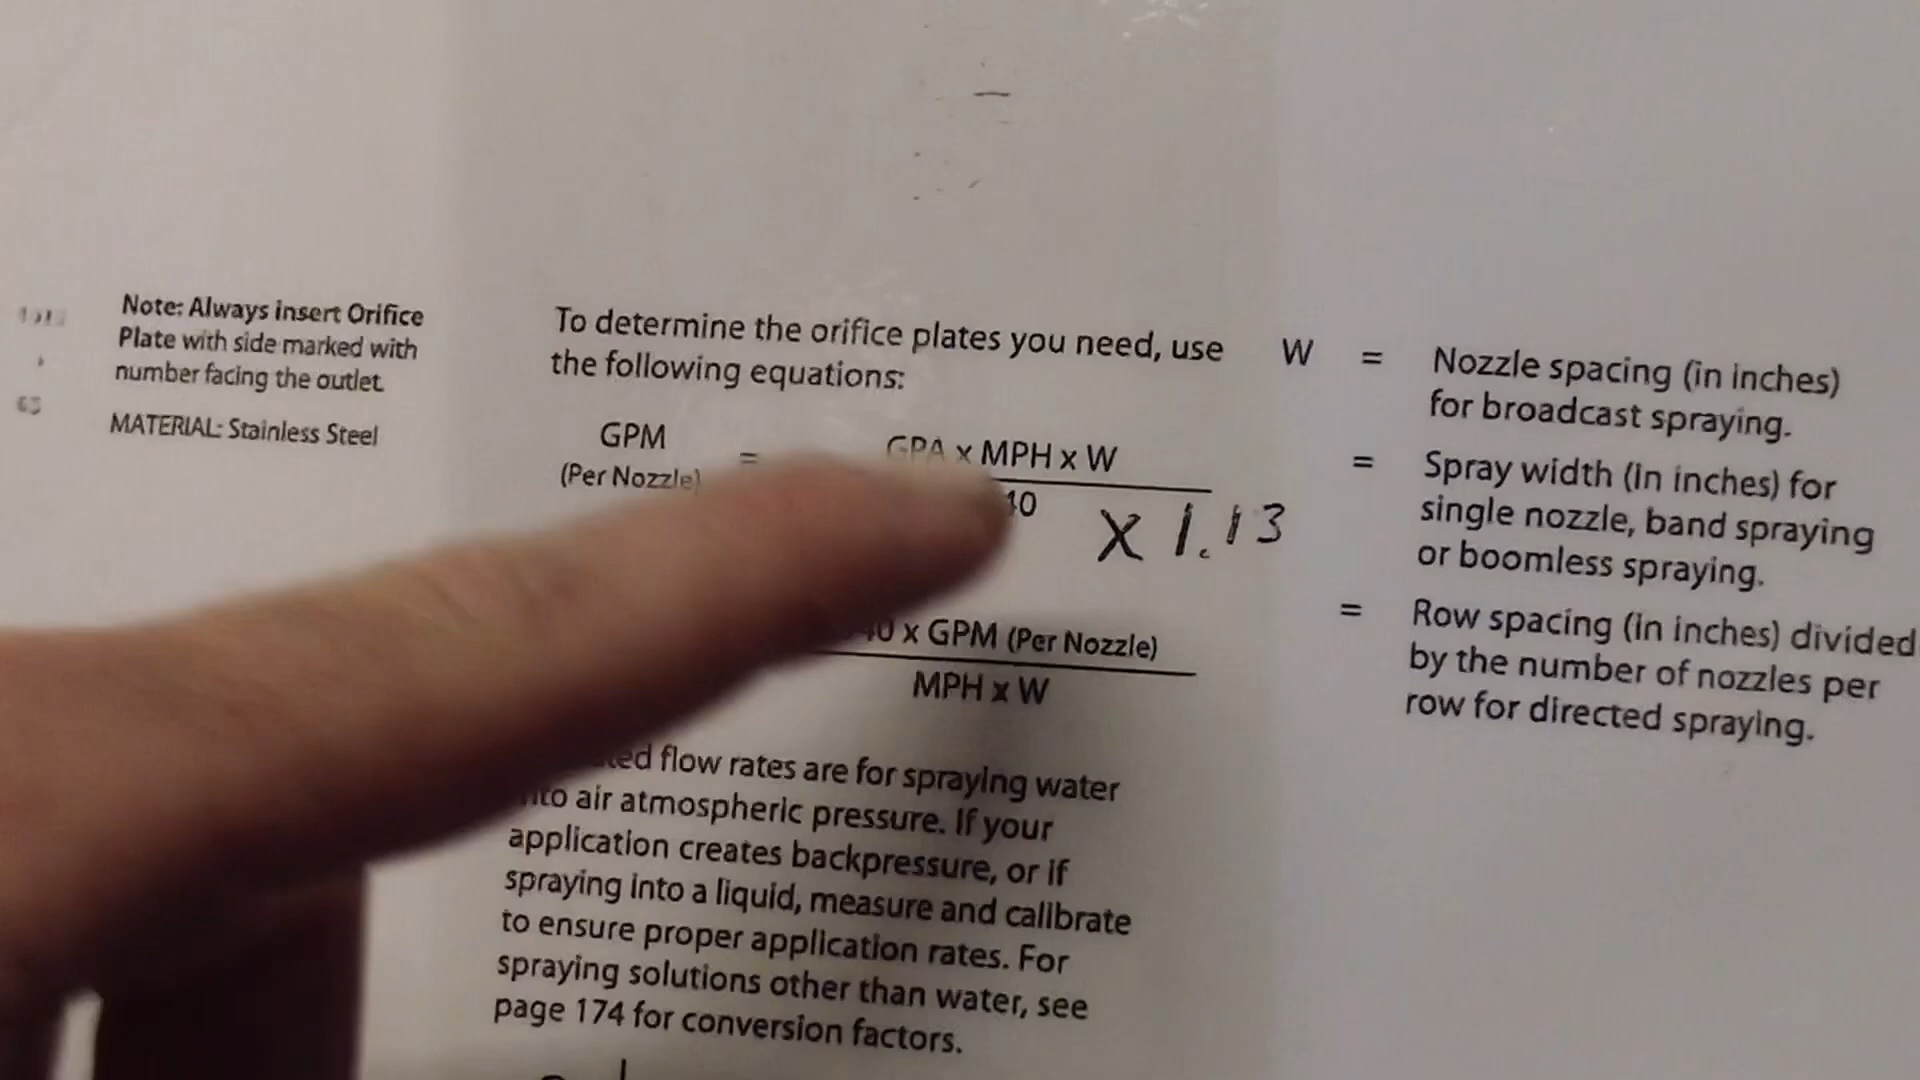 Note: Always insert Orifice
Plate with side marked with
number facing the outlet.
MATERIAL: Stainless Steel
To determine the orifice plates you need, use
the following equations:
GPM
(Per Nozzle)
=
GPA x MPH x W
40
X 1.13
40 x GPM (Per Nozzle)
MPH x W
flow rates are for spraying water
into air atmospheric pressure. If your
application creates backpressure, or if
spraying into a liquid, measure and calibrate
to ensure proper application rates. For
spraying solutions other than water, see
page 174 for conversion factors.
W = Nozzle spacing (in inches)
for broadcast spraying.
= Spray width (in inches) for
single nozzle, band spraying
or boomless spraying.
= Row spacing (in inches) divided
by the number of nozzles per
row for directed spraying.